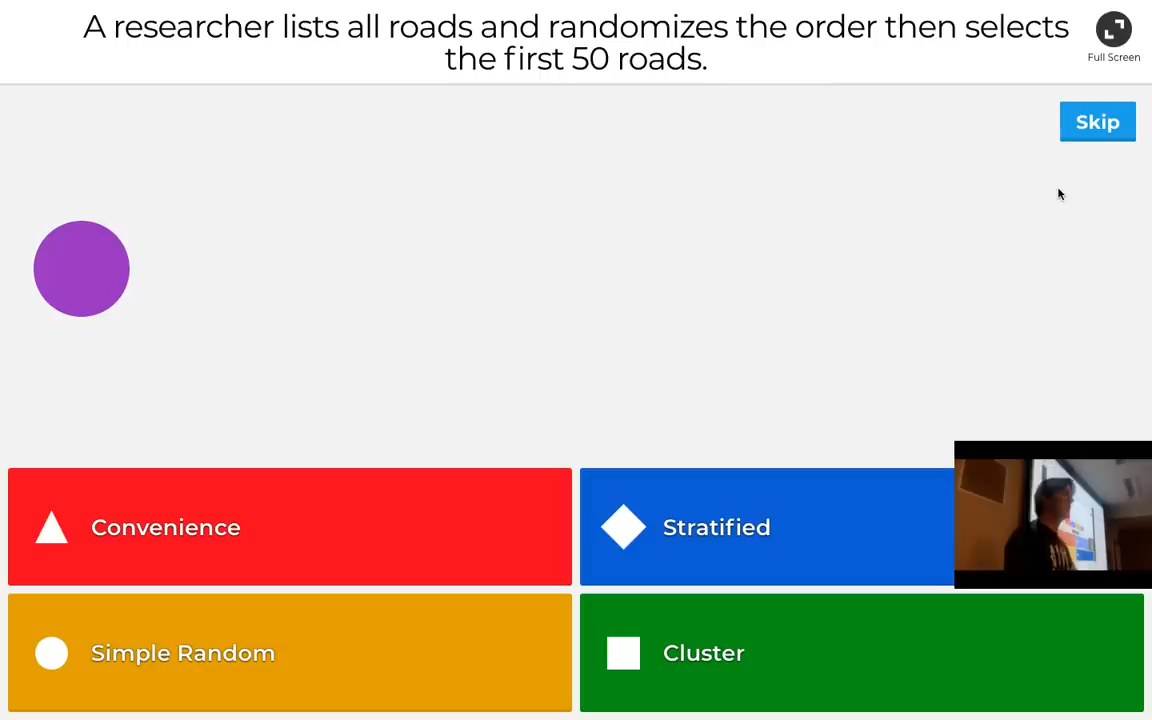 A researcher lists all roads and randomizes the order then selects
the first 50 roads.
Full Screen
Skip
Convenience
Stratified
Simple Random
Cluster